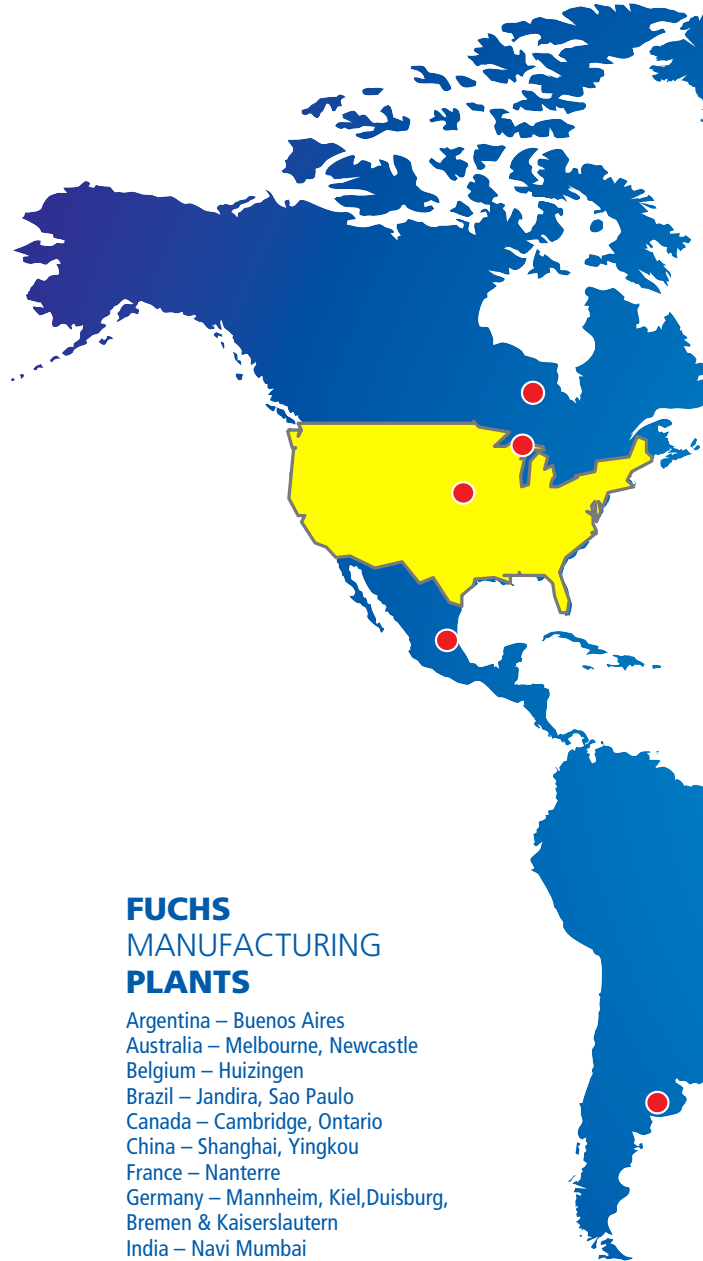 FUCHS
MANUFACTURING
PLANTS
Argentina – Buenos Aires
Australia – Melbourne, Newcastle
Belgium – Huizingen
Brazil – Jandira, Sao Paulo
Canada – Cambridge, Ontario
China – Shanghai, Yingkou
France – Nanterre
Germany – Mannheim, Kiel,Duisburg,
Bremen & Kaiserslautern
India – Navi Mumbai